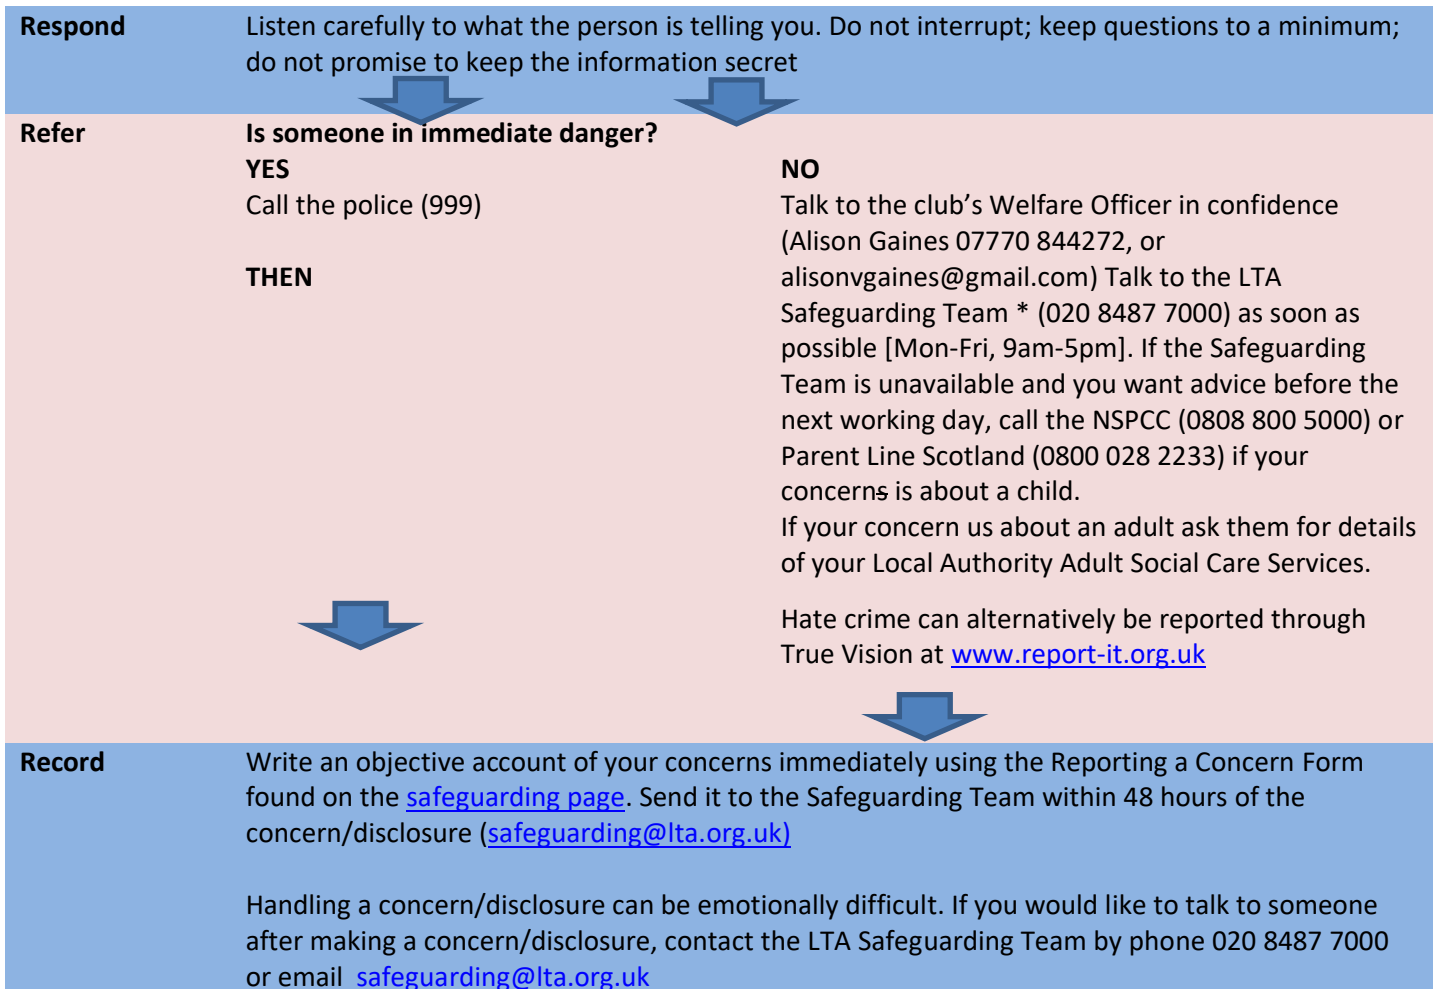 Respond
Listen carefully to what the person is telling you. Do not interrupt; keep questions to a minimum;
do not promise to keep the information secret
Refer
Is someone in immediate danger?
YES
Call the police (999)
THEN
NO
Talk to the club’s Welfare Officer in confidence
(Alison Gaines 07770 844272, or
alisonvgaines@gmail.com) Talk to the LTA
Safeguarding Team * (020 8487 7000) as soon as
possible [Mon-Fri, 9am-5pm]. If the Safeguarding
Team is unavailable and you want advice before the
next working day, call the NSPCC (0808 800 5000) or
Parent Line Scotland (0800 028 2233) if your
concerns is about a child.
If your concern us about an adult ask them for details
of your Local Authority Adult Social Care Services.
Hate crime can alternatively be reported through
True Vision at www.report-it.org.uk
Record
Write an objective account of your concerns immediately using the Reporting a Concern Form
found on the safeguarding page. Send it to the Safeguarding Team within 48 hours of the
concern/disclosure (safeguarding@lta.org.uk)
Handling a concern/disclosure can be emotionally difficult. If you would like to talk to someone
after making a concern/disclosure, contact the LTA Safeguarding Team by phone 020 8487 7000
or email safeguarding@lta.org.uk